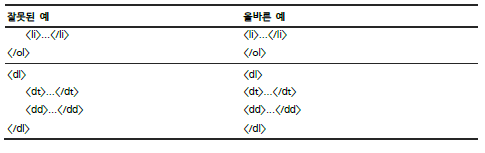 잘못된 예 올바른 예
<li>...</li> <li>...</li>
</ol> </ol>
<dl> <dl>
<dt>...</dt> <dt>...</dt>
<dd>...</dd> <dd>...</dd>
</dl> </dl>